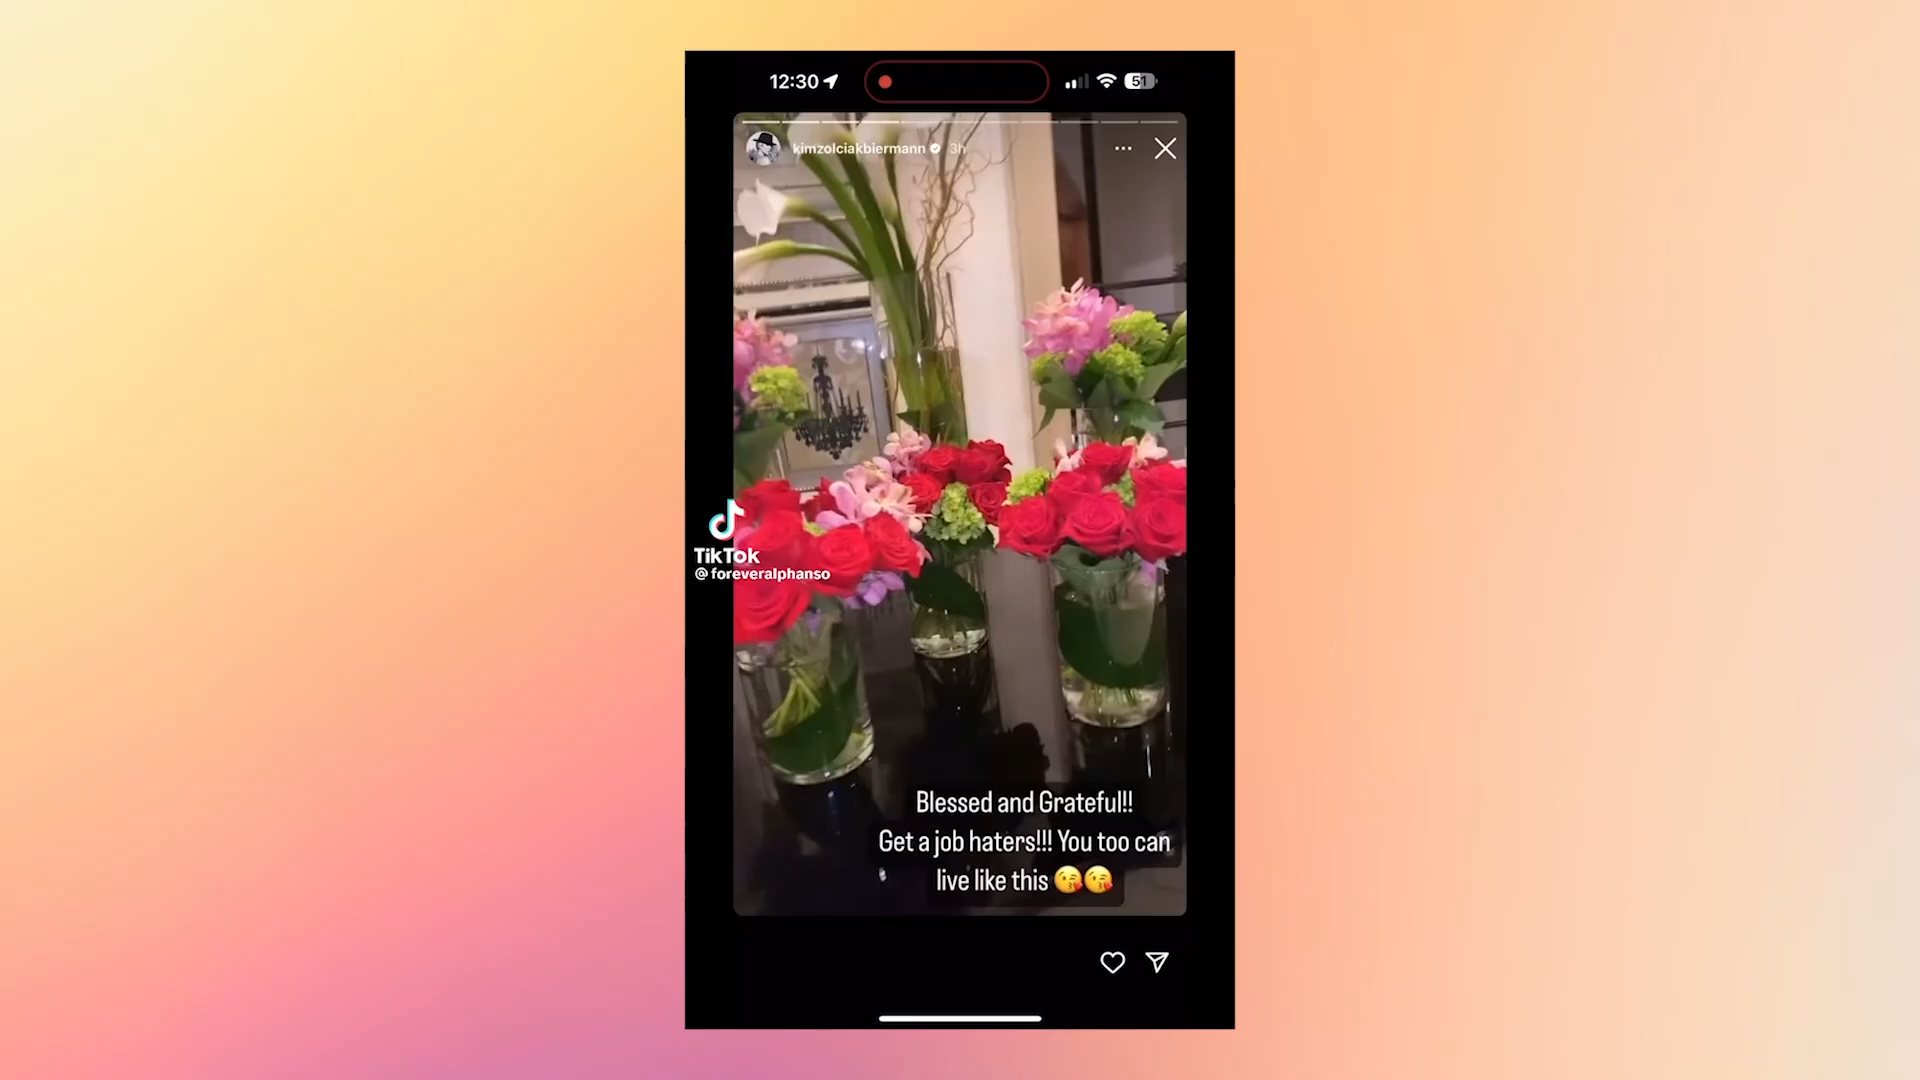 12:30
51
kimzolciakbiermann 3h
TikTok
@foreveralphanso
Blessed and Grateful!!
Get a job haters!!! You too can
live like this 😘😘